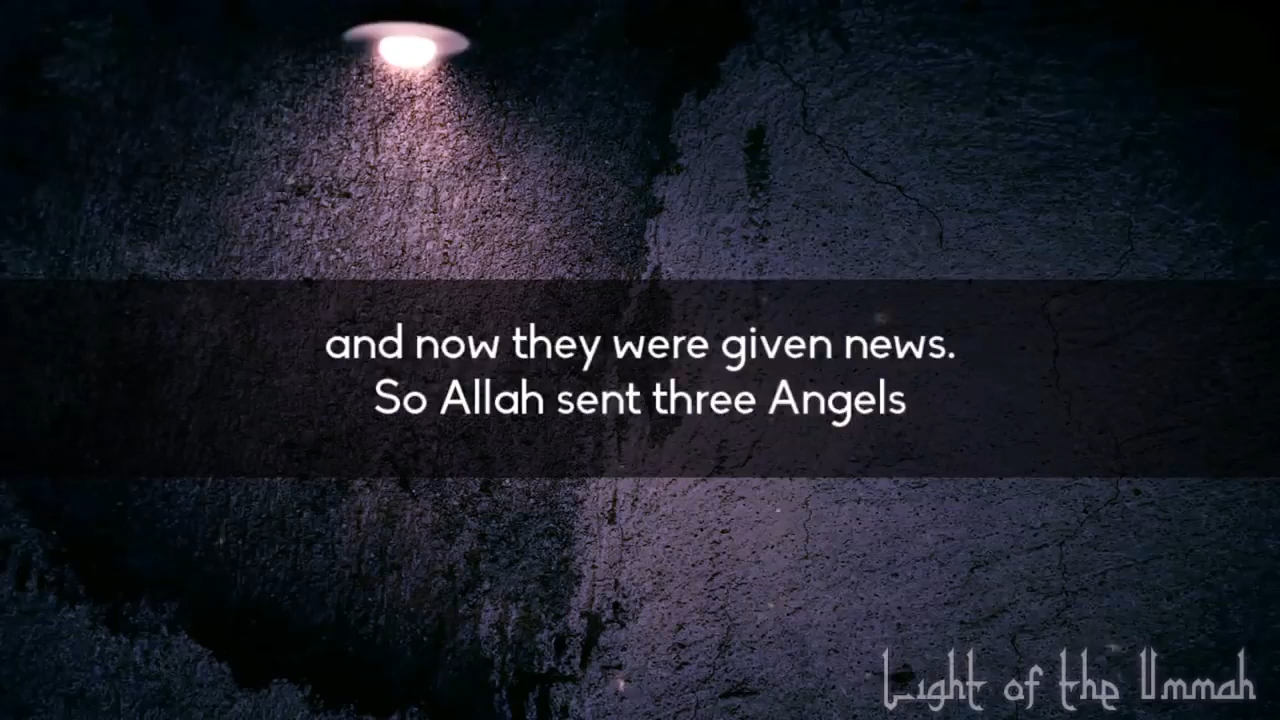 and now they were given news.
So Allah sent three Angels
Light of the Ummah